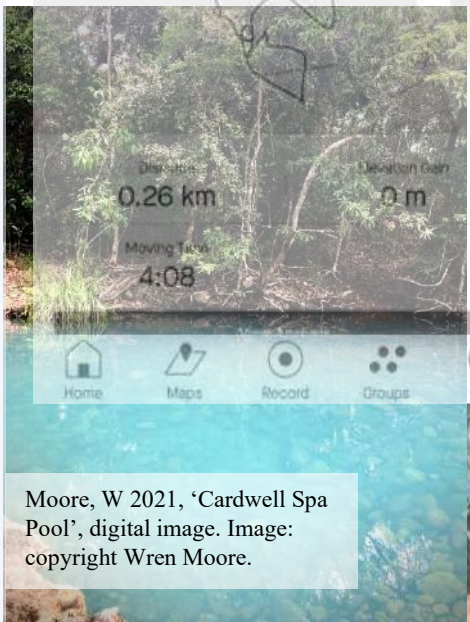 Distance
Elevation Gain
0.26 km
0 m
Moving Time
4:08
Home
Maps
Record
Groups
Moore, W 2021, ‘Cardwell Spa
Pool’, digital image. Image:
copyright Wren Moore.